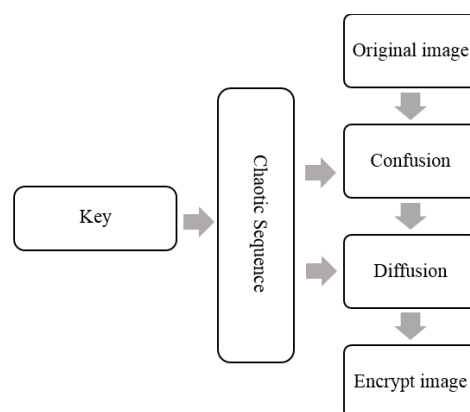 Original image
Confusion
Key
Chaotic Sequence
Diffusion
Encrypt image